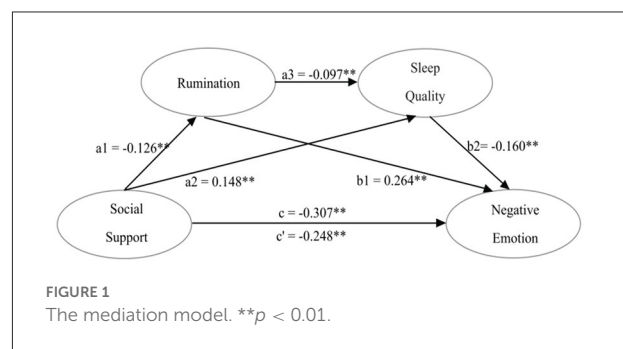 Rumination
a3 = -0.097**
Sleep
Quality
a1 = -0.126**
a2 = 0.148**
b1 = 0.264**
b2= -0.160**
Social
Support
c = -0.307**
c' = -0.248**
Negative
Emotion
FIGURE 1
The mediation model. **p < 0.01.